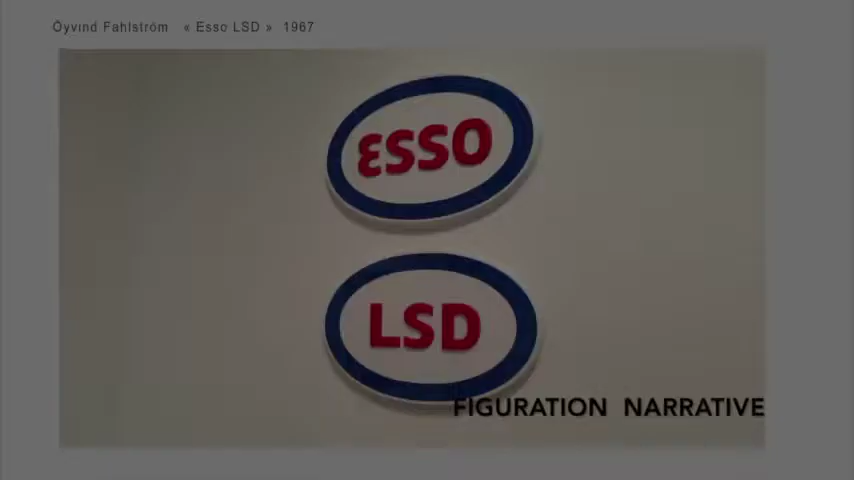 Öyvind Fahlström « Esso LSD » 1967
ESSO
LSD
FIGURATION NARRATIVE